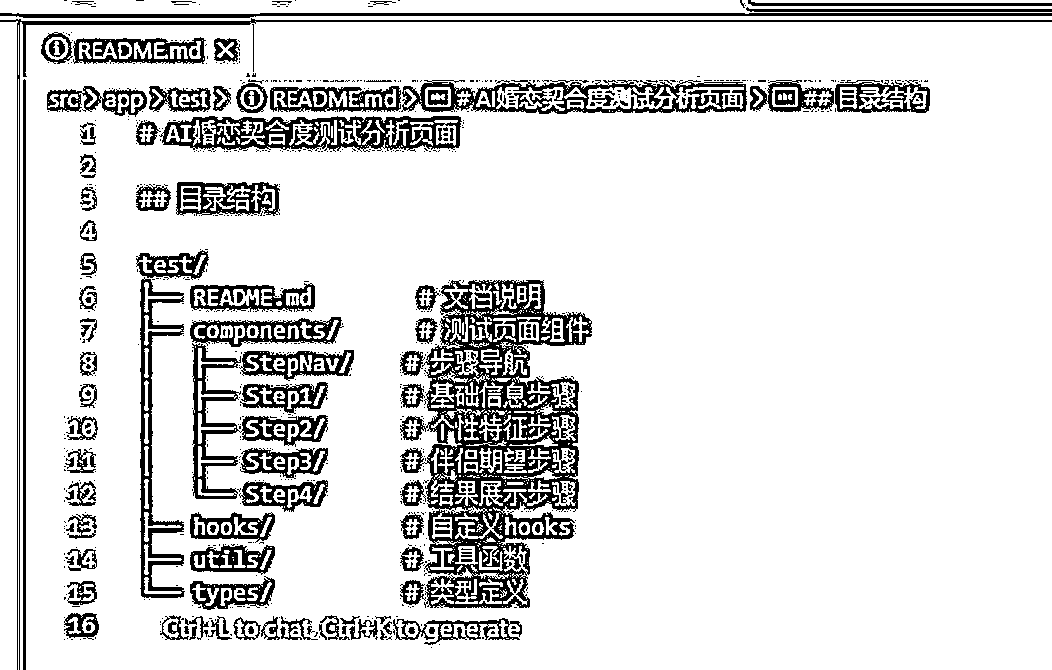 README.md ×
src > app > test > README.md > # AI婚恋契合度测试分析页面 > ## 目录结构
1 # AI婚恋契合度测试分析页面
2
3 ## 目录结构
4
5 test/
6 ├── README.md # 文档说明
7 ├── components/ # 测试页面组件
8 │ ├── StepNav/ # 步骤导航
9 │ ├── Step1/ # 基础信息步骤
10 │ ├── Step2/ # 个性特征步骤
11 │ ├── Step3/ # 伴侣期望步骤
12 │ └── Step4/ # 结果展示步骤
13 ├── hooks/ # 自定义hooks
14 ├── utils/ # 工具函数
15 └── types/ # 类型定义
16 Ctrl+L to chat, Ctrl+K to generate